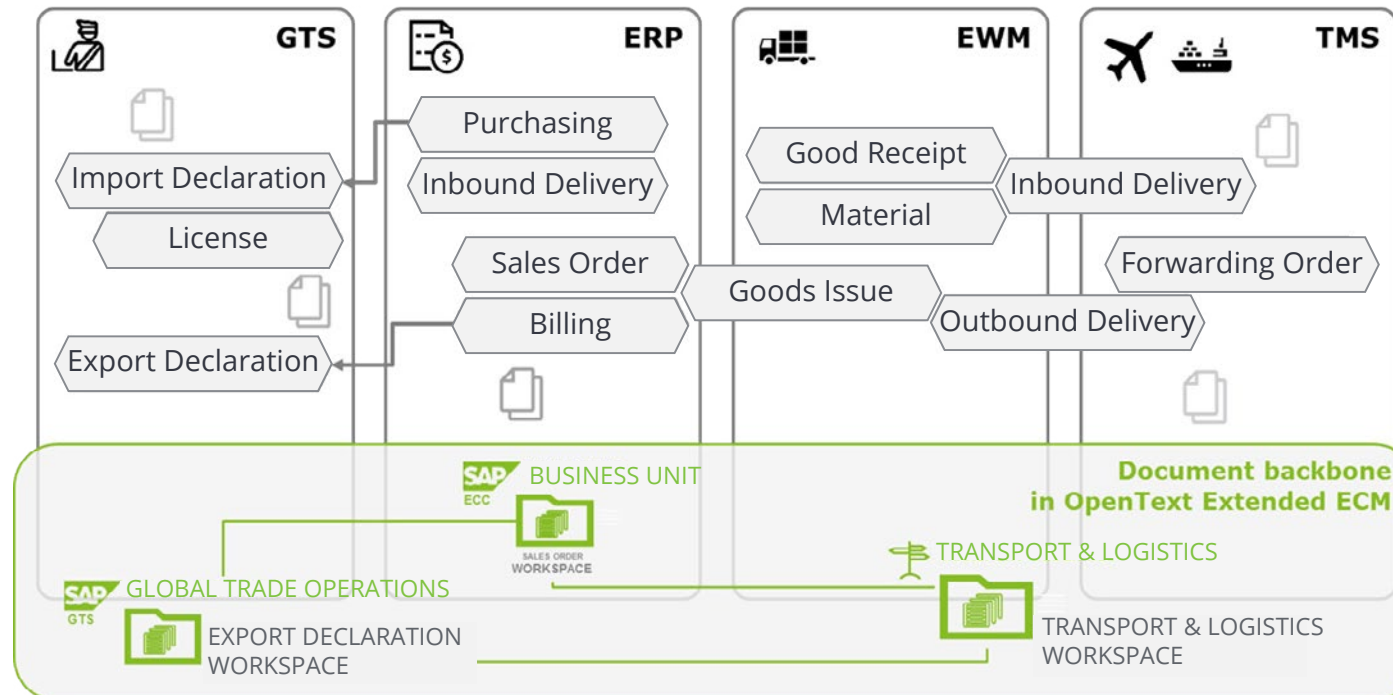 GTS
ERP
EWM
TMS
$
Purchasing
Import Declaration
Inbound Delivery
License
Good Receipt
Inbound Delivery
Material
Sales Order
Goods Issue
Forwarding Order
Billing
Outbound Delivery
Export Declaration
SAP
ECC
BUSINESS UNIT
Document backbone
in OpenText Extended ECM
SALES ORDER
WORKSPACE
TRANSPORT & LOGISTICS
SAP
GTS
GLOBAL TRADE OPERATIONS
EXPORT DECLARATION
WORKSPACE
TRANSPORT & LOGISTICS
WORKSPACE